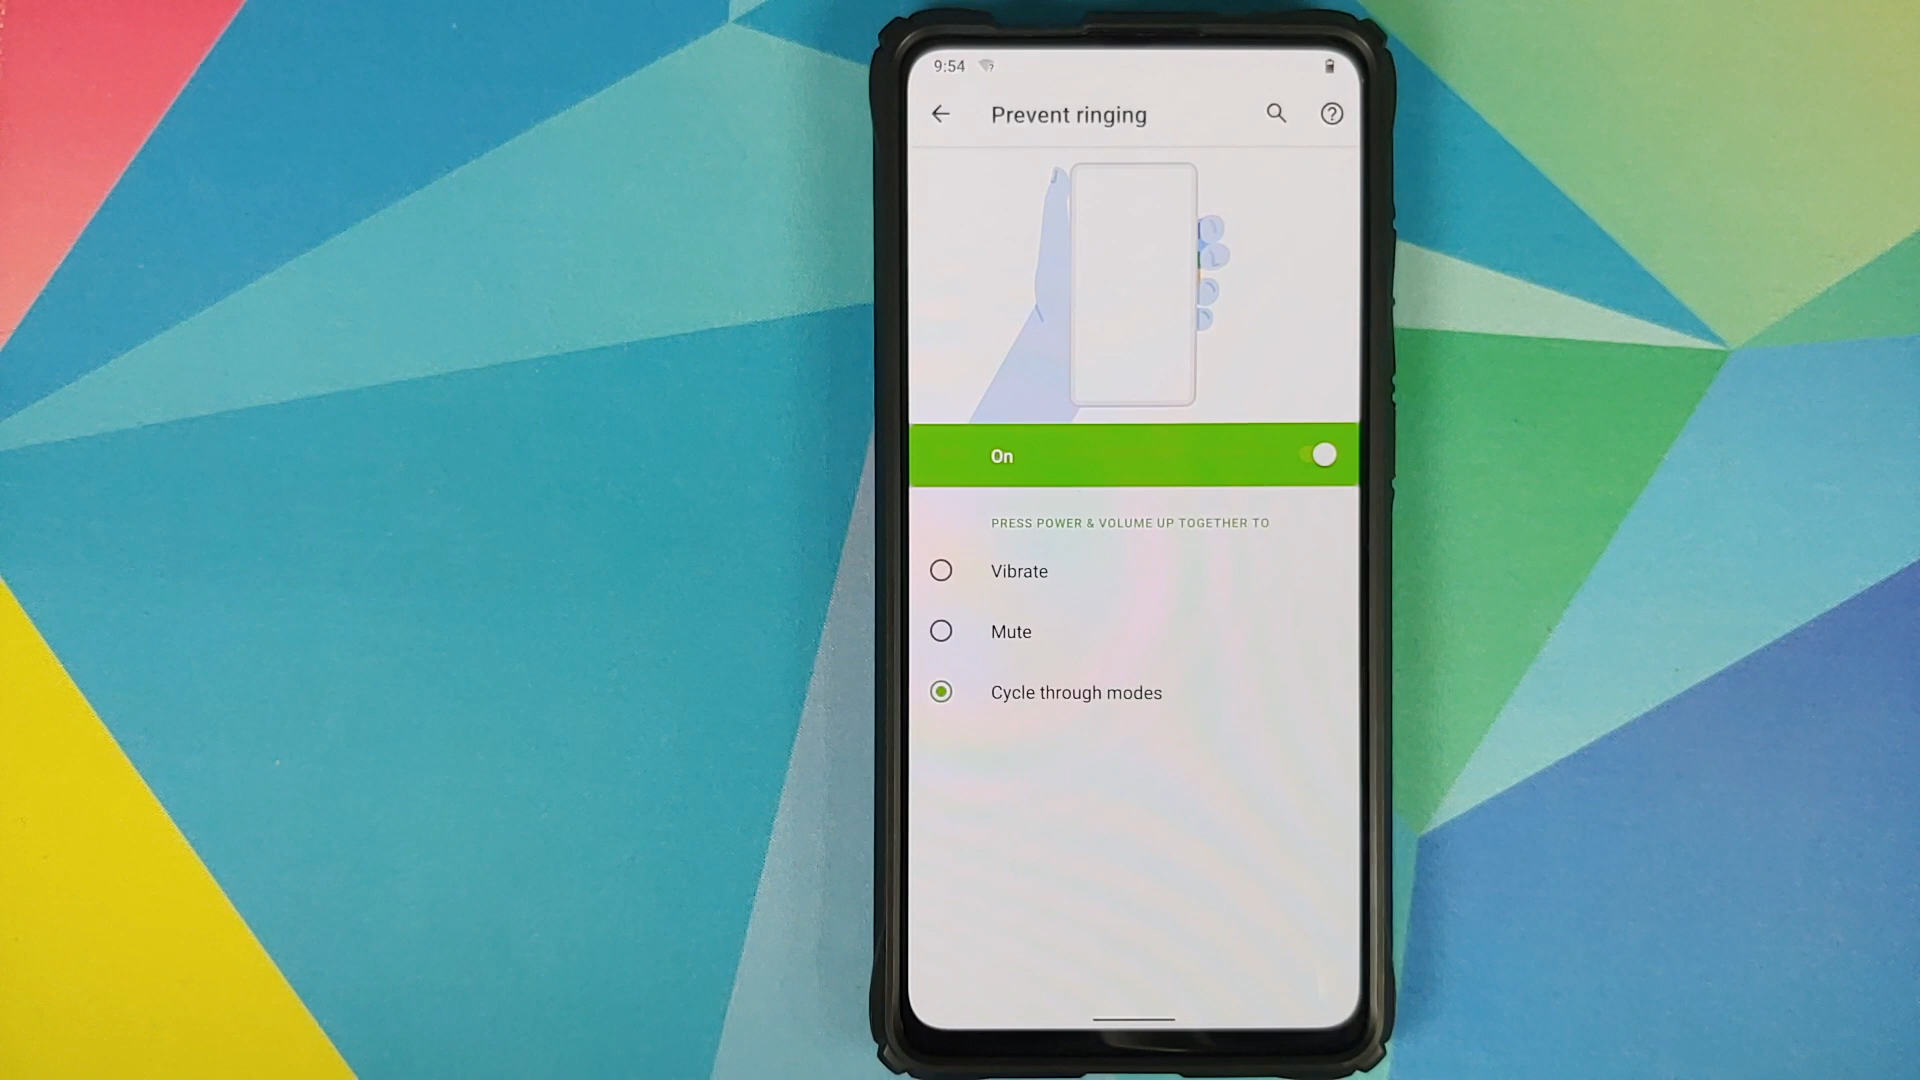 9:54
Prevent ringing
On
PRESS POWER & VOLUME UP TOGETHER TO
Vibrate
Mute
Cycle through modes